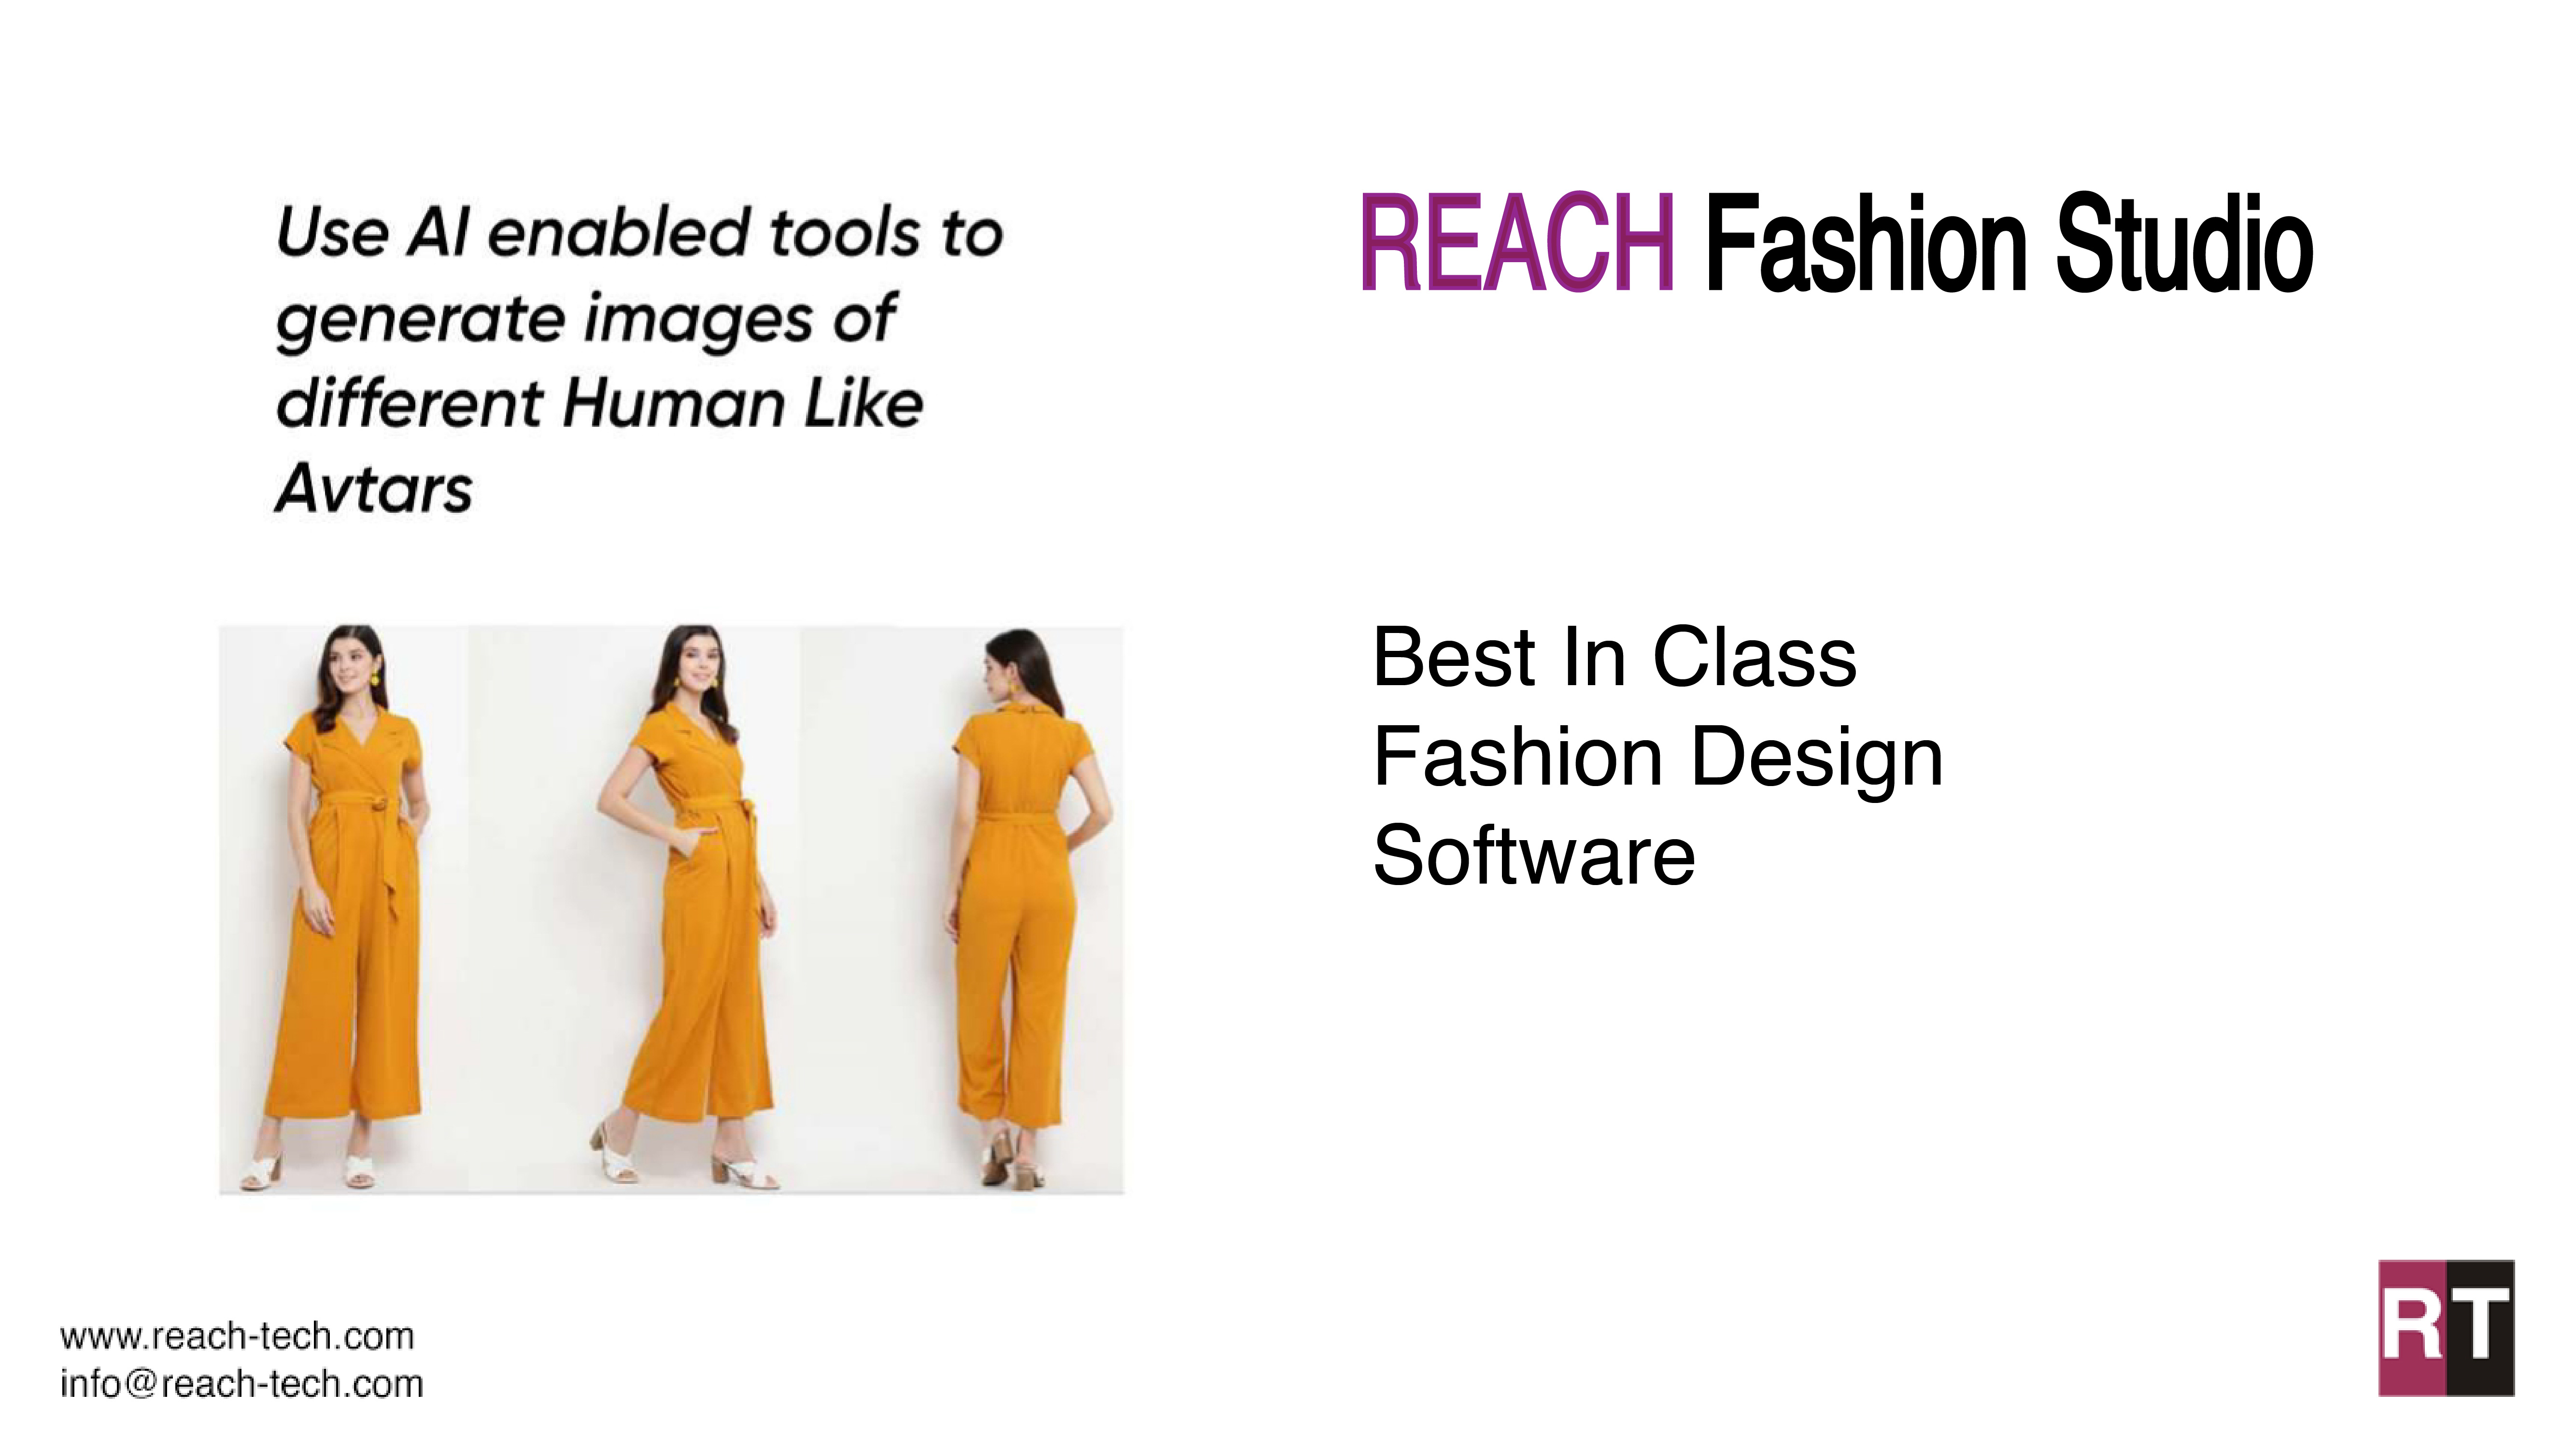 Use AI enabled tools to
generate images of
different Human Like
Avtars
REACH Fashion Studio
Best In Class
Fashion Design
Software
www.reach-tech.com
info@reach-tech.com
RT